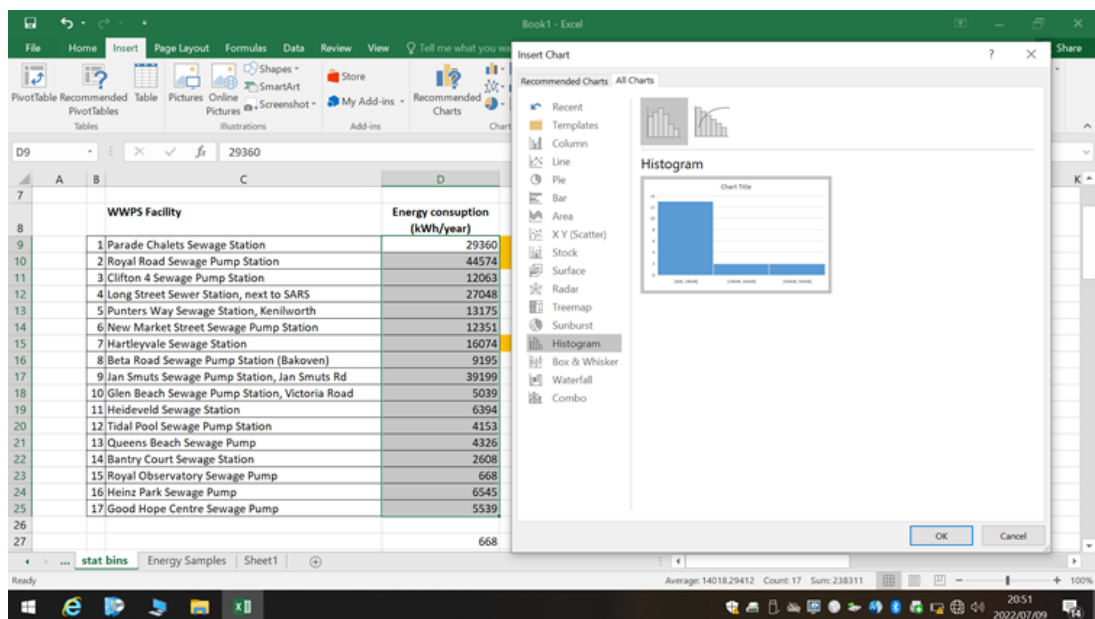 Book1 - Excel
File Home Insert Page Layout Formulas Data Review View Tell me what you wa
Share
PivotTable Recommended PivotTables Table
Pictures Online Pictures Shapes SmartArt Screenshot
Store
My Add-ins
Recommended Charts
Tables Illustrations Add-ins Chart
D9 fx 29360
A B C D K
7
WWPS Facility Energy consuption
8 (kWh/year)
9 1 Parade Chalets Sewage Station 29360
10 2 Royal Road Sewage Pump Station 44574
11 3 Clifton 4 Sewage Pump Station 12063
12 4 Long Street Sewer Station, next to SARS 27048
13 5 Punters Way Sewage Station, Kenilworth 13175
14 6 New Market Street Sewage Pump Station 12351
15 7 Hartleyvale Sewage Station 16074
16 8 Beta Road Sewage Pump Station (Bakoven) 9195
17 9 Jan Smuts Sewage Pump Station, Jan Smuts Rd 39199
18 10 Glen Beach Sewage Pump Station, Victoria Road 5039
19 11 Heideveld Sewage Station 6394
20 12 Tidal Pool Sewage Pump Station 4153
21 13 Queens Beach Sewage Pump 4326
22 14 Bantry Court Sewage Station 2608
23 15 Royal Observatory Sewage Pump 668
24 16 Heinz Park Sewage Pump 6545
25 17 Good Hope Centre Sewage Pump 5539
26
27 668
Insert Chart ?
Recommended Charts All Charts
Recent
Templates
Column
Line
Pie
Bar
Area
X Y (Scatter)
Stock
Surface
Radar
Treemap
Sunburst
Histogram
Box & Whisker
Waterfall
Combo
Histogram
Chart Title
OK Cancel
... stat bins Energy Samples Sheet1
Ready Average: 14018.29412 Count: 17 Sum: 238311 100%
20:51
2022/07/09
14